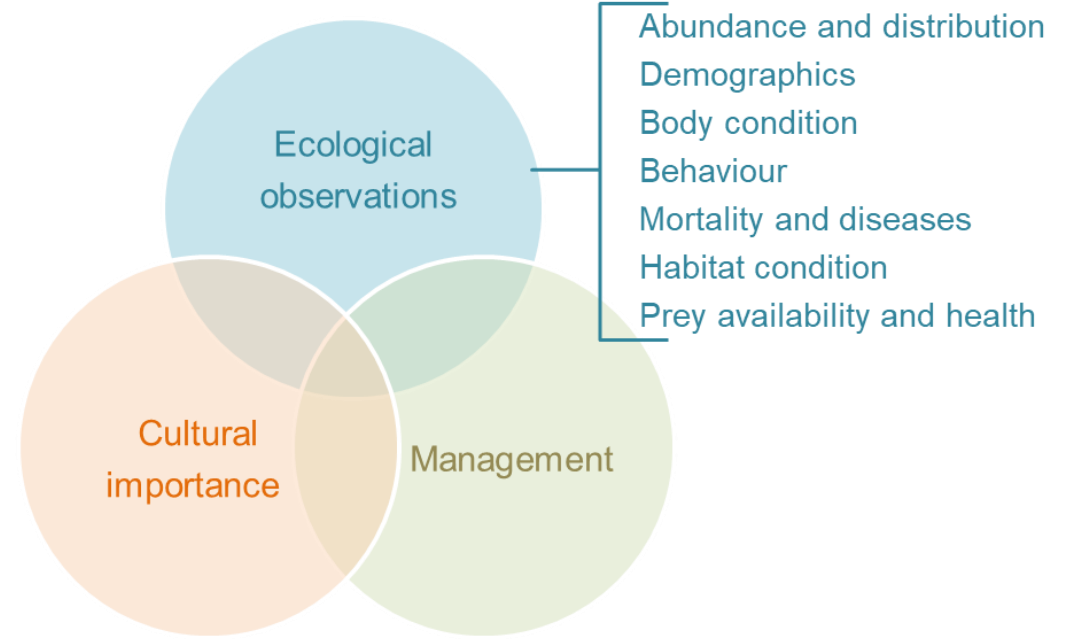 Ecological
observations
Abundance and distribution
Demographics
Body condition
Behaviour
Mortality and diseases
Habitat condition
Prey availability and health
Cultural
importance
Management